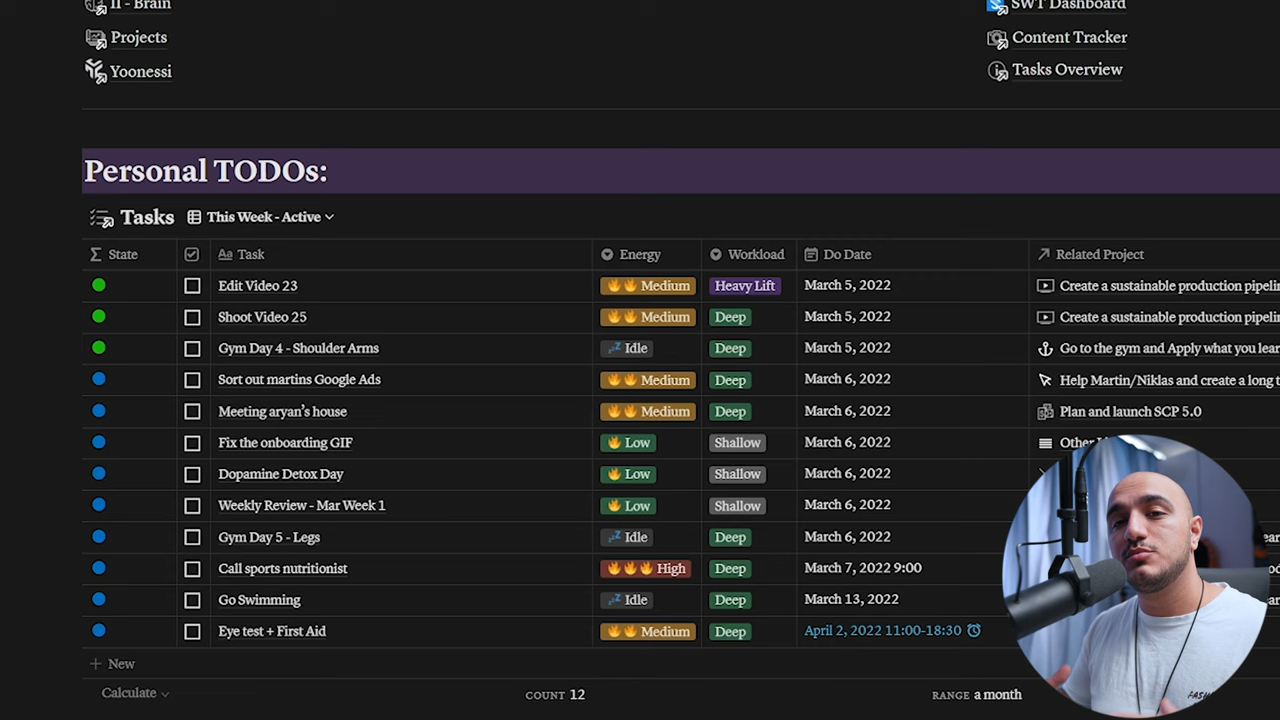 II - Brain
SWT Dashboard
Projects
Content Tracker
Yoonessi
Tasks Overview
Personal TODOs:
Tasks This Week - Active
State Aa Task Energy Workload Do Date Related Project
Edit Video 23 Medium Heavy Lift March 5, 2022 Create a sustainable production pipelin
Shoot Video 25 Medium Deep March 5, 2022 Create a sustainable production pipelin
Gym Day 4 - Shoulder Arms Idle Deep March 5, 2022 Go to the gym and Apply what you lear
Sort out martins Google Ads Medium Deep March 6, 2022 Help Martin/Niklas and create a long t
Meeting aryan's house Medium Deep March 6, 2022 Plan and launch SCP 5.0
Fix the onboarding GIF Low Shallow March 6, 2022 Other
Dopamine Detox Day Low Shallow March 6, 2022
Weekly Review - Mar Week 1 Low Shallow March 6, 2022
Gym Day 5 - Legs Idle Deep March 6, 2022
Call sports nutritionist High Deep March 7, 2022 9:00
Go Swimming Idle Deep March 13, 2022
Eye test + First Aid Medium Deep April 2, 2022 11:00-18:30
New
Calculate COUNT 12 RANGE a month